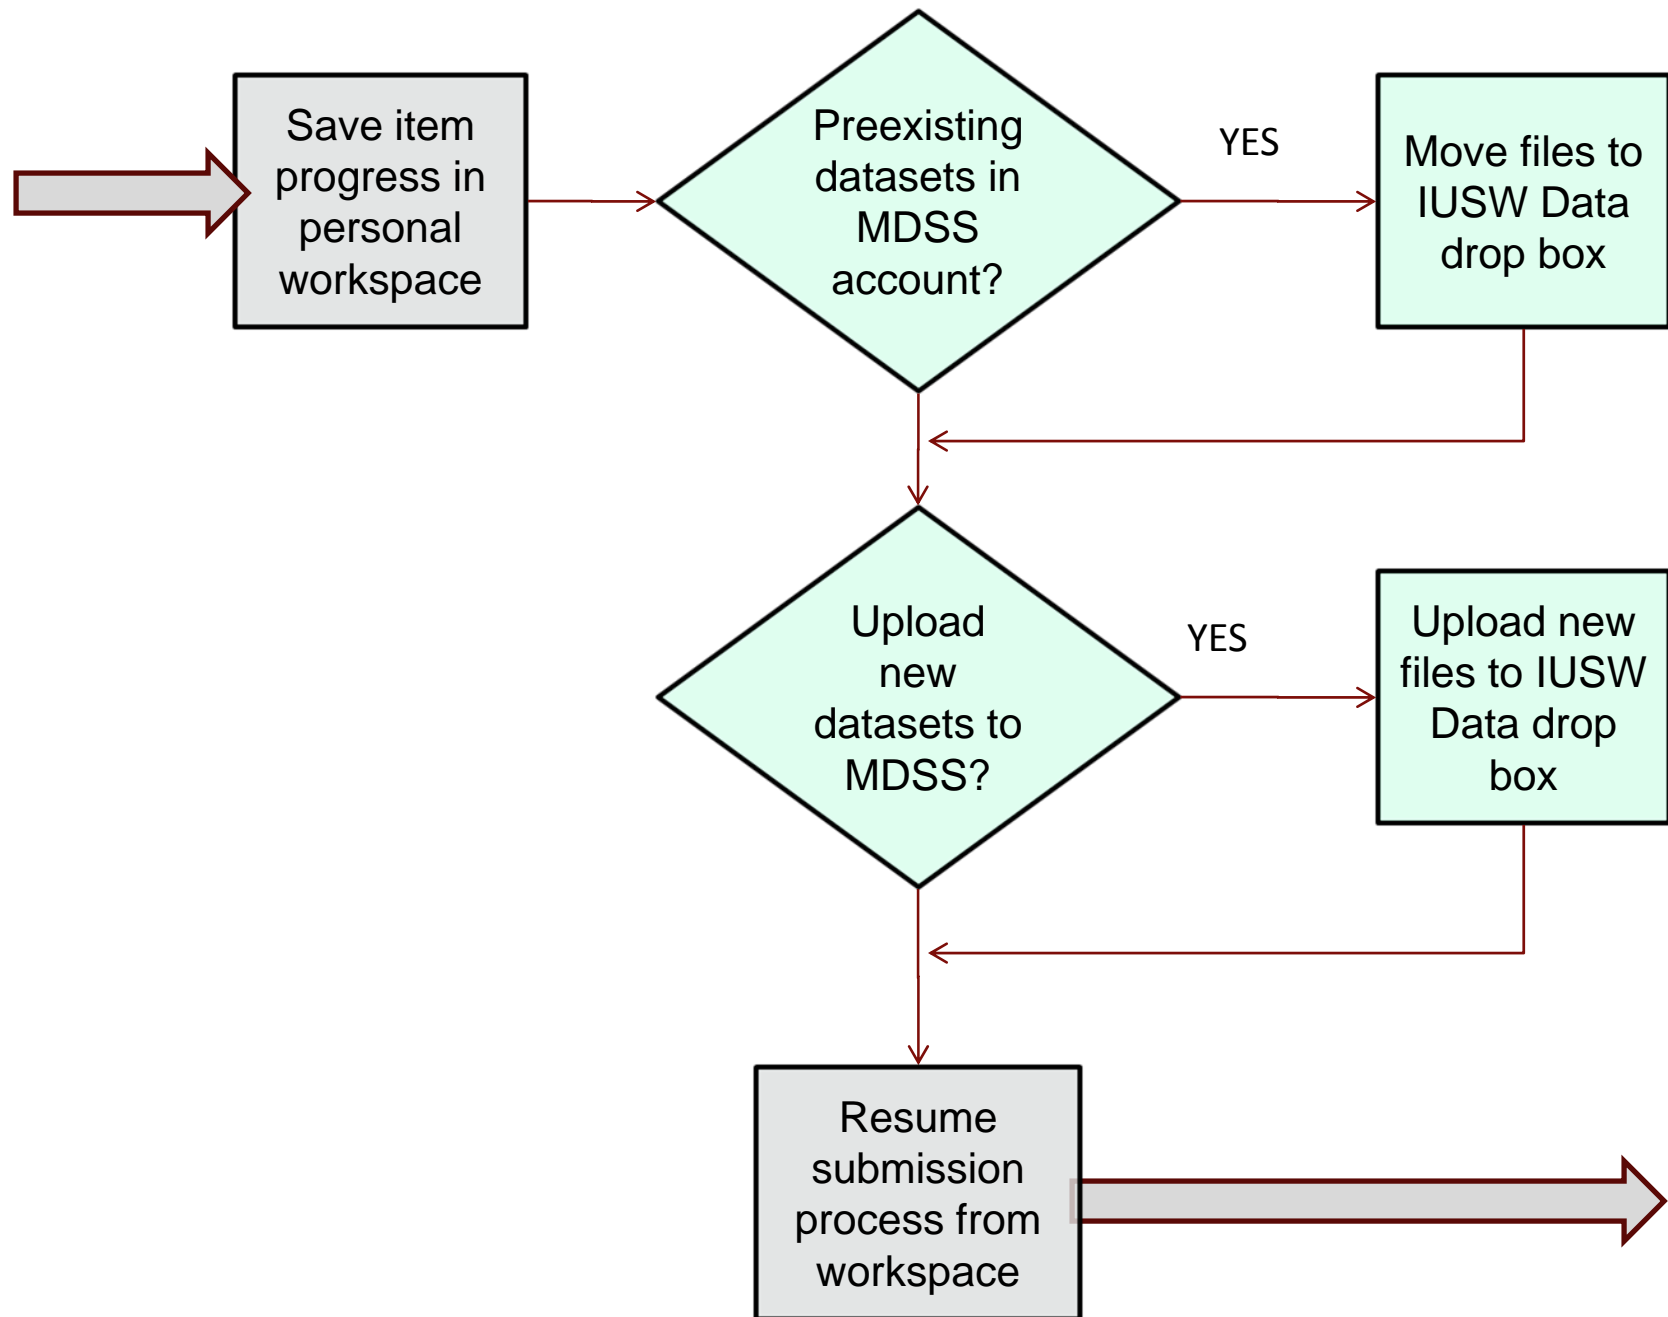 Save item
progress in
personal
workspace
Preexisting
datasets in
MDSS
account?
YES
Move files to
IUSW Data
drop box
Upload
new
datasets to
MDSS?
YES
Upload new
files to IUSW
Data drop
box
Resume
submission
process from
workspace